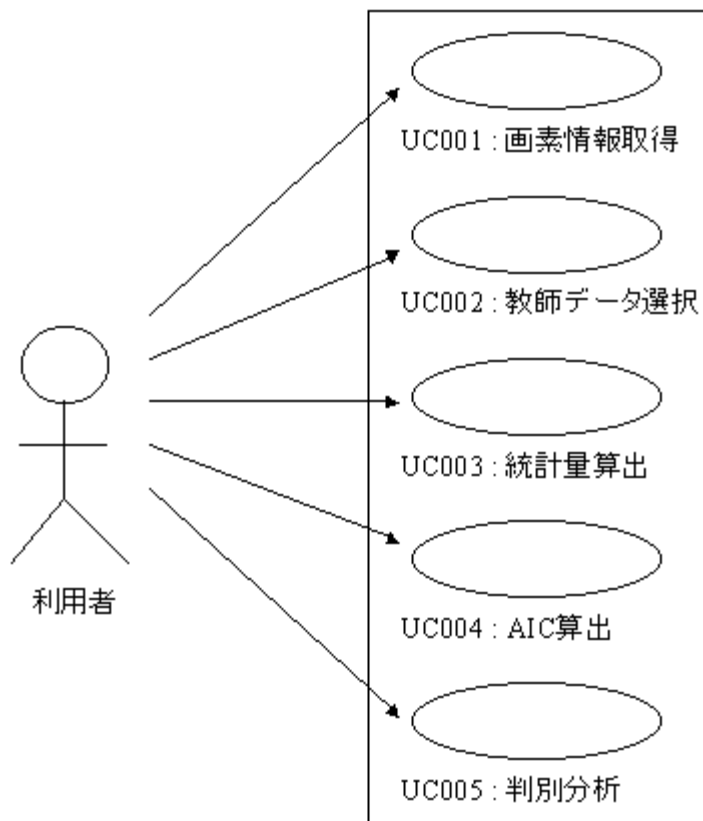 UC001 : 画素情報取得
UC002 : 教師データ選択
UC003 : 統計量算出
利用者
UC004 : AIC算出
UC005 : 判別分析